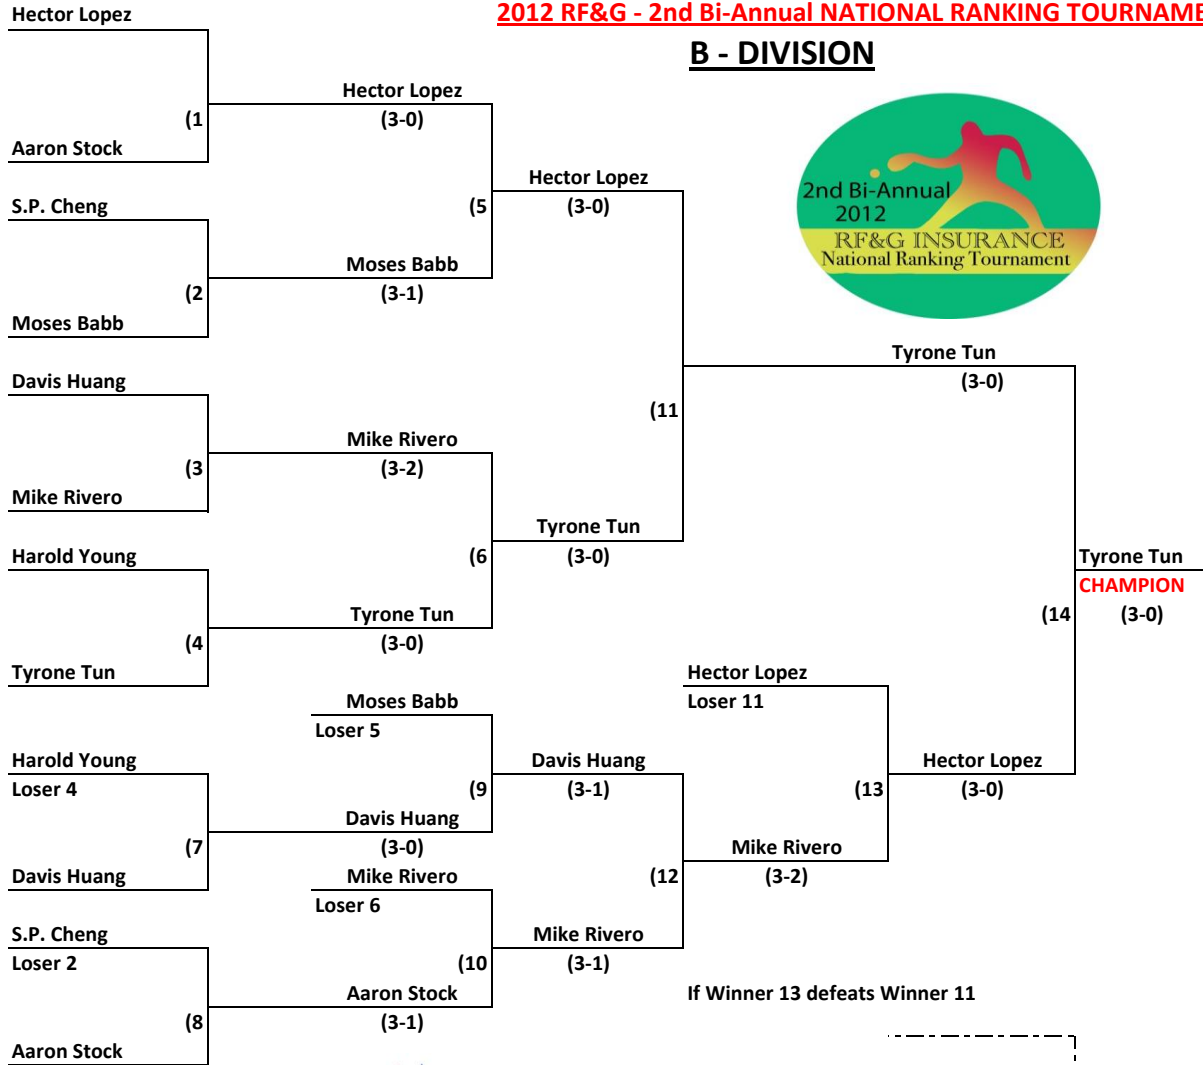 Hector Lopez
2012 RF&G - 2nd Bi-Annual NATIONAL RANKING
B - DIVISION
Hector Lopez
(1
(3-0)
Aaron Stock
2nd Bi-Annual
2012
RF&G INSURANCE
National Ranking Tournament
S.P. Cheng
(5
Hector Lopez
(3-0)
Moses Babb
(2
(3-1)
Moses Babb
Tyrone Tun
(3-0)
Davis Huang
(11
Mike Rivero
(3
(3-2)
Mike Rivero
Tyrone Tun
Harold Young
(6
(3-0)
Tyrone Tun
CHAMPION
Tyrone Tun
(14
(3-0)
(4
(3-0)
Tyrone Tun
Hector Lopez
Moses Babb
Loser 11
Loser 5
Harold Young
Davis Huang
Hector Lopez
Loser 4
(9
(3-1)
(13
(3-0)
Davis Huang
(7
(3-0)
Mike Rivero
Davis Huang
Mike Rivero
(12
(3-2)
Loser 6
S.P. Cheng
Mike Rivero
Loser 2
(10
(3-1)
Aaron Stock
If Winner 13 defeats Winner 11
(8
(3-1)
Aaron Stock